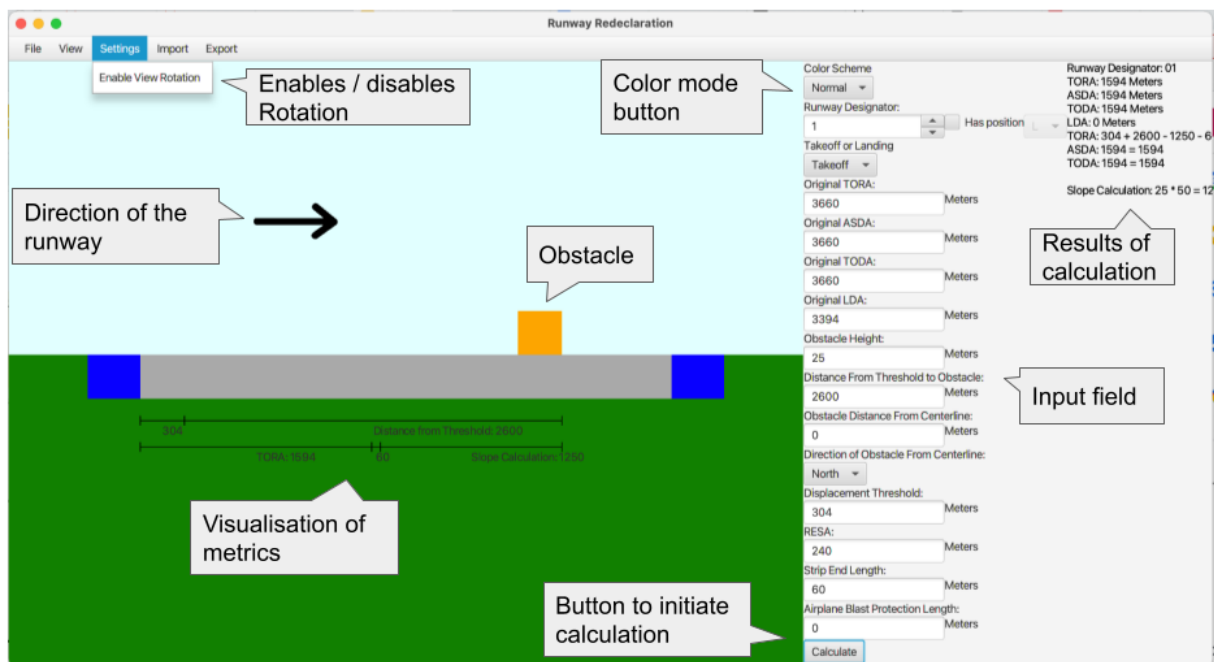 Runway Redeclaration
File View Settings Import Export
Enable View Rotation
Enables / disables
Rotation
Color mode
button
Direction of the
runway
Obstacle
304 Distance from Threshold: 2600
TORA: 1594 60 Slope Calculation: 1250
Visualisation of
metrics
Button to initiate
calculation
Color Scheme
Normal
Runway Designator:
1 Has position L
Takeoff or Landing
Takeoff
Original TORA:
3660 Meters
Original ASDA:
3660 Meters
Original TODA:
3660 Meters
Original LDA:
3394 Meters
Obstacle Height:
25 Meters
Distance From Threshold to Obstacle:
2600 Meters
Obstacle Distance From Centerline:
0 Meters
Direction of Obstacle From Centerline:
North
Displacement Threshold:
304 Meters
RESA:
240 Meters
Strip End Length:
60 Meters
Airplane Blast Protection Length:
0 Meters
Calculate
Runway Designator: 01
TORA: 1594 Meters
ASDA: 1594 Meters
TODA: 1594 Meters
LDA: 0 Meters
TORA: 304 + 2600 - 1250 - 6
ASDA: 1594 = 1594
TODA: 1594 = 1594
Slope Calculation: 25 * 50 = 12
Results of
calculation
Input field